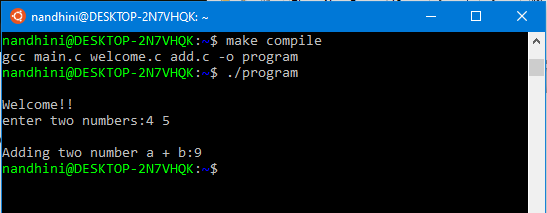 nandhini@DESKTOP-2N7VHQK: ~
nandhini@DESKTOP-2N7VHQK:~$ make compile
gcc main.c welcome.c add.c -o program
nandhini@DESKTOP-2N7VHQK:~$ ./program
Welcome!!
enter two numbers:4 5
Adding two number a + b:9
nandhini@DESKTOP-2N7VHQK:~$